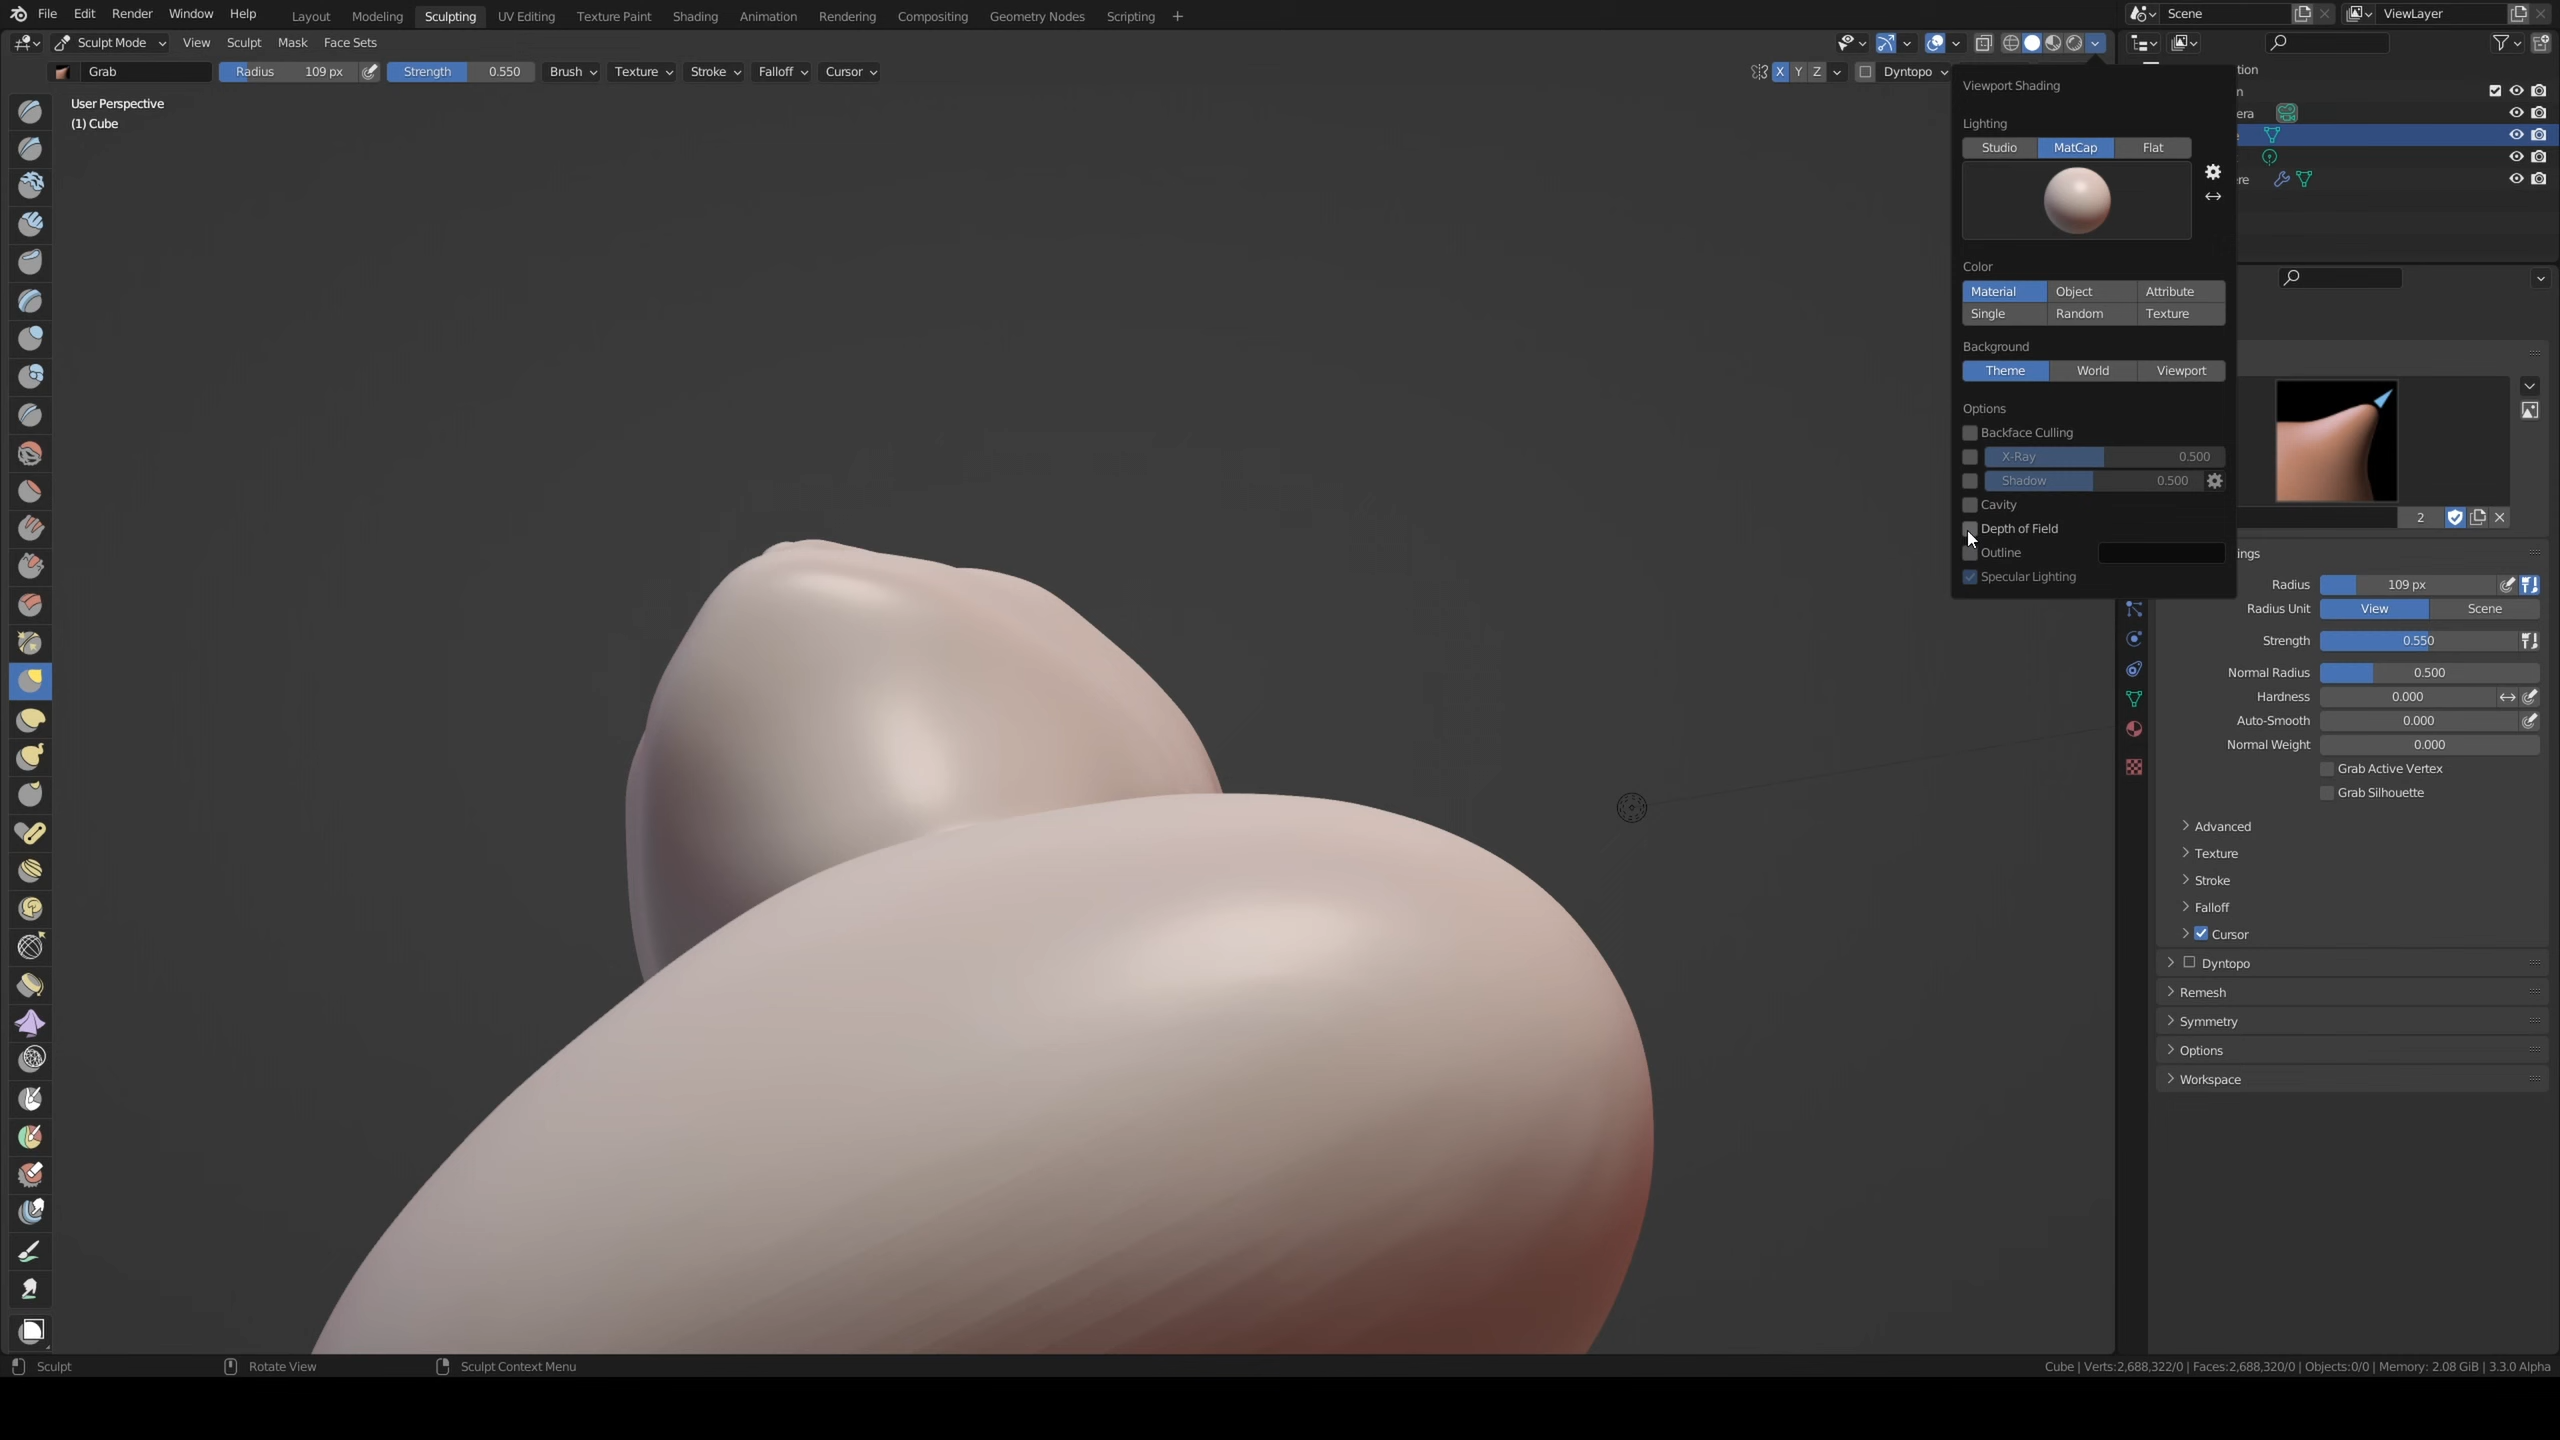 File Edit Render Window Help Layout Modeling Sculpting UV Editing Texture Paint Shading Animation Rendering Compositing Geometry Nodes Scripting + Scene ViewLayer
Sculpt Mode View Sculpt Mask Face Sets
Grab Radius 109 px Strength 0.550 Brush Texture Stroke Falloff Cursor X Y Z Dyntopo
User Perspective
(1) Cube
Viewport Shading
Lighting
Studio MatCap Flat
Color
Material Object Attribute
Single Random Texture
Background
Theme World Viewport
Options
Backface Culling
X-Ray 0.500
Shadow 0.500
Cavity
Depth of Field
Outline
Specular Lighting
tion
n
era
re
2
ings
Radius 109 px
Radius Unit View Scene
Strength 0.550
Normal Radius 0.500
Hardness 0.000
Auto-Smooth 0.000
Normal Weight 0.000
Grab Active Vertex
Grab Silhouette
Advanced
Texture
Stroke
Falloff
Cursor
Dyntopo
Remesh
Symmetry
Options
Workspace
Sculpt Rotate View Sculpt Context Menu Cube | Verts:2,688,322/0 | Faces:2,688,320/0 | Objects:0/0 | Memory: 2.08 GiB | 3.3.0 Alpha